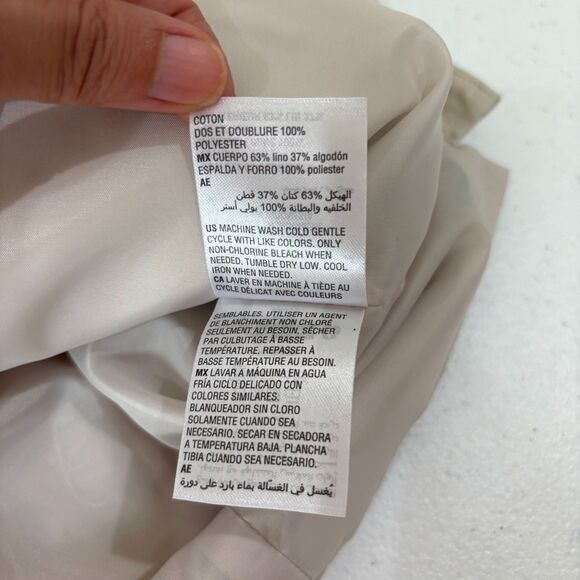 COTON
DOS ET DOUBLURE 100%
POLYESTER
MX CUERPO 63% lino 37% algodón
ESPALDA Y FORRO 100% poliester
AE
الهيكل 63% كتان 37% قطن
الخلفيه والبطانة 100% بولي أستر
US MACHINE WASH COLD GENTLE
CYCLE WITH LIKE COLORS. ONLY
NON-CHLORINE BLEACH WHEN
NEEDED. TUMBLE DRY LOW. COOL
IRON WHEN NEEDED.
CA LAVER EN MACHINE À TIÈDE AU
CYCLE DÉLICAT AVEC COULEURS
SEMBLABLES. UTILISER UN AGENT
DE BLANCHIMENT NON CHLORÉ
SEULEMENT AU BESOIN. SÉCHER
PAR CULBUTAGE À BASSE
TEMPÉRATURE. REPASSER À
BASSE TEMPÉRATURE AU BESOIN.
MX LAVAR A MÁQUINA EN AGUA
FRÍA CICLO DELICADO CON
COLORES SIMILARES.
BLANQUEADOR SIN CLORO
SOLAMENTE CUANDO SEA
NECESARIO. SECAR EN SECADORA
A TEMPERATURA BAJA. PLANCHA
TIBIA CUANDO SEA NECESARIO.
AE
يُغسل في الغسّالة بماء بارد على دورة